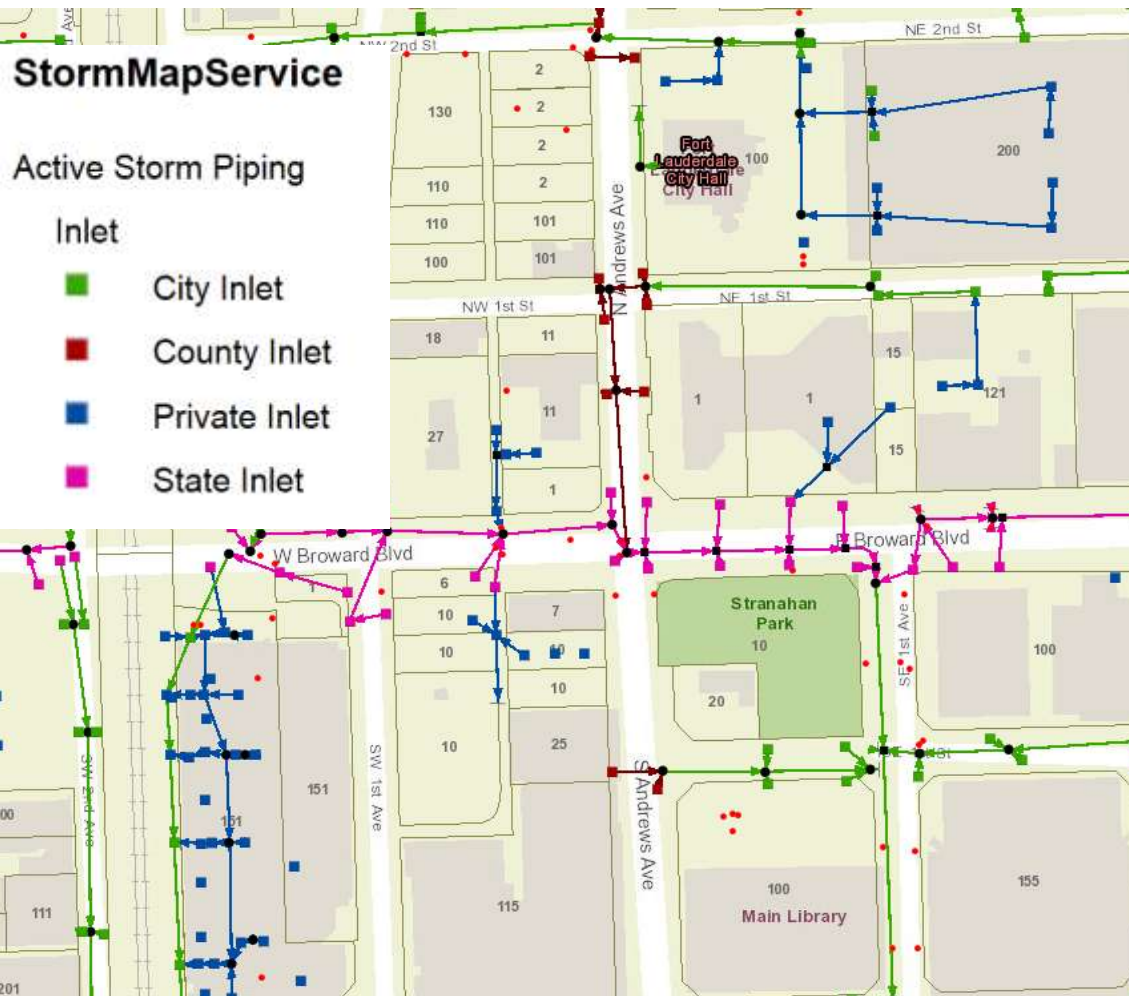 NW 2nd St
NE 2nd St
StormMapService
Active Storm Piping
Inlet
City Inlet
County Inlet
Private Inlet
State Inlet
2
2
2
2
130
110
110
100
101
101
Fort
Lauderdale
City Hall
City Hall
100
200
N Andrews Ave
NW 1st St
NE 1st St
18
11
11
27
1
1
1
15
15
121
W Broward Blvd
E Broward Blvd
1
6
10
10
7
10
10
10
25
Stranahan
Park
10
20
SE 1st Ave
100
SW 2nd Ave
151
151
SW 1st Ave
S Andrews Ave
St
111
115
100
Main Library
155
201